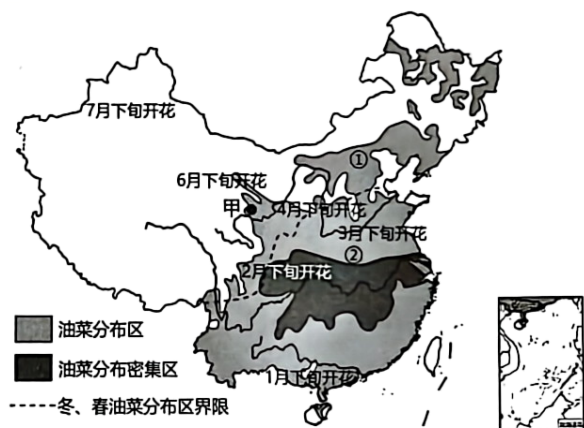 7月下旬开花
①
6月下旬开花
甲
4月下旬开花
3月下旬开花
②
2月下旬开花
油菜分布区
油菜分布密集区
冬、春油菜分布区界限
1月下旬开花